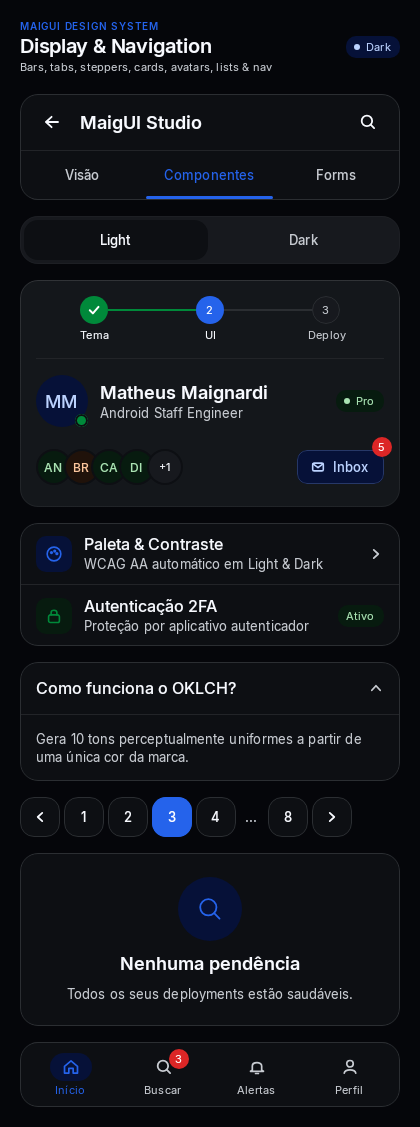 MAIGUI DESIGN SYSTEM
Display & Navigation
Bars, tabs, steppers, cards, avatars, lists & nav
Dark
MaigUI Studio
Visão Componentes Forms
Light Dark
2 3
Tema UI Deploy
MM
Matheus Maignardi
Android Staff Engineer
Pro
AN BR CA DI +1
Inbox 5
Paleta & Contraste
WCAG AA automático em Light & Dark
Autenticação 2FA
Proteção por aplicativo autenticador
Ativo
Como funciona o OKLCH?
Gera 10 tons perceptualmente uniformes a partir de
uma única cor da marca.
1 2 3 4 ... 8
Nenhuma pendência
Todos os seus deployments estão saudáveis.
3
Início Buscar Alertas Perfil